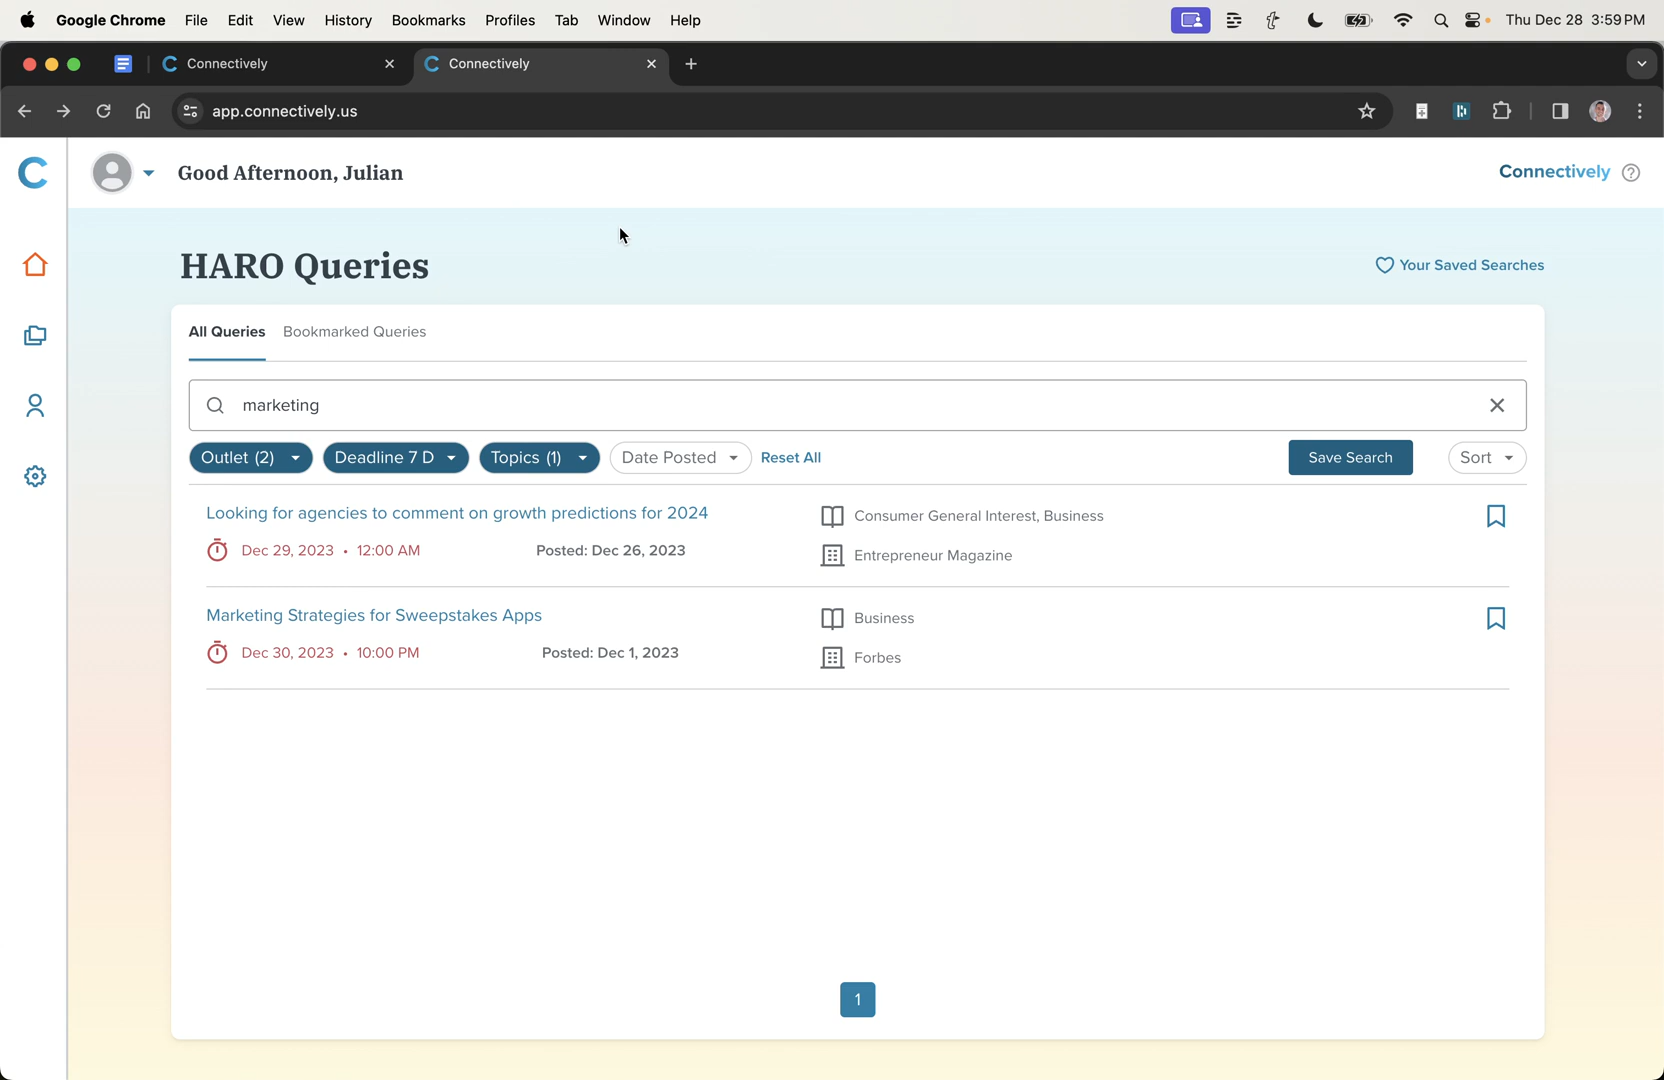 Google Chrome File Edit View History Bookmarks Profiles Tab Window Help Thu Dec 28 3:59 PM
Connectively Connectively
app.connectively.us
Good Afternoon, Julian
Connectively
HARO Queries
Your Saved Searches
All Queries Bookmarked Queries
marketing
Outlet (2) Deadline 7 D Topics (1) Date Posted Reset All Save Search Sort
Looking for agencies to comment on growth predictions for 2024
Consumer General Interest, Business
Dec 29, 2023 • 12:00 AM Posted: Dec 26, 2023
Entrepreneur Magazine
Marketing Strategies for Sweepstakes Apps
Business
Dec 30, 2023 • 10:00 PM Posted: Dec 1, 2023
Forbes
1